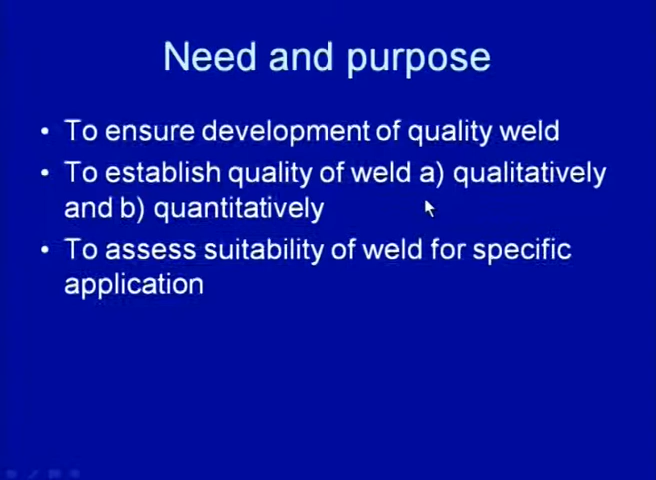 Need and purpose
• To ensure development of quality weld
• To establish quality of weld a) qualitatively
and b) quantitatively
• To assess suitability of weld for specific
application